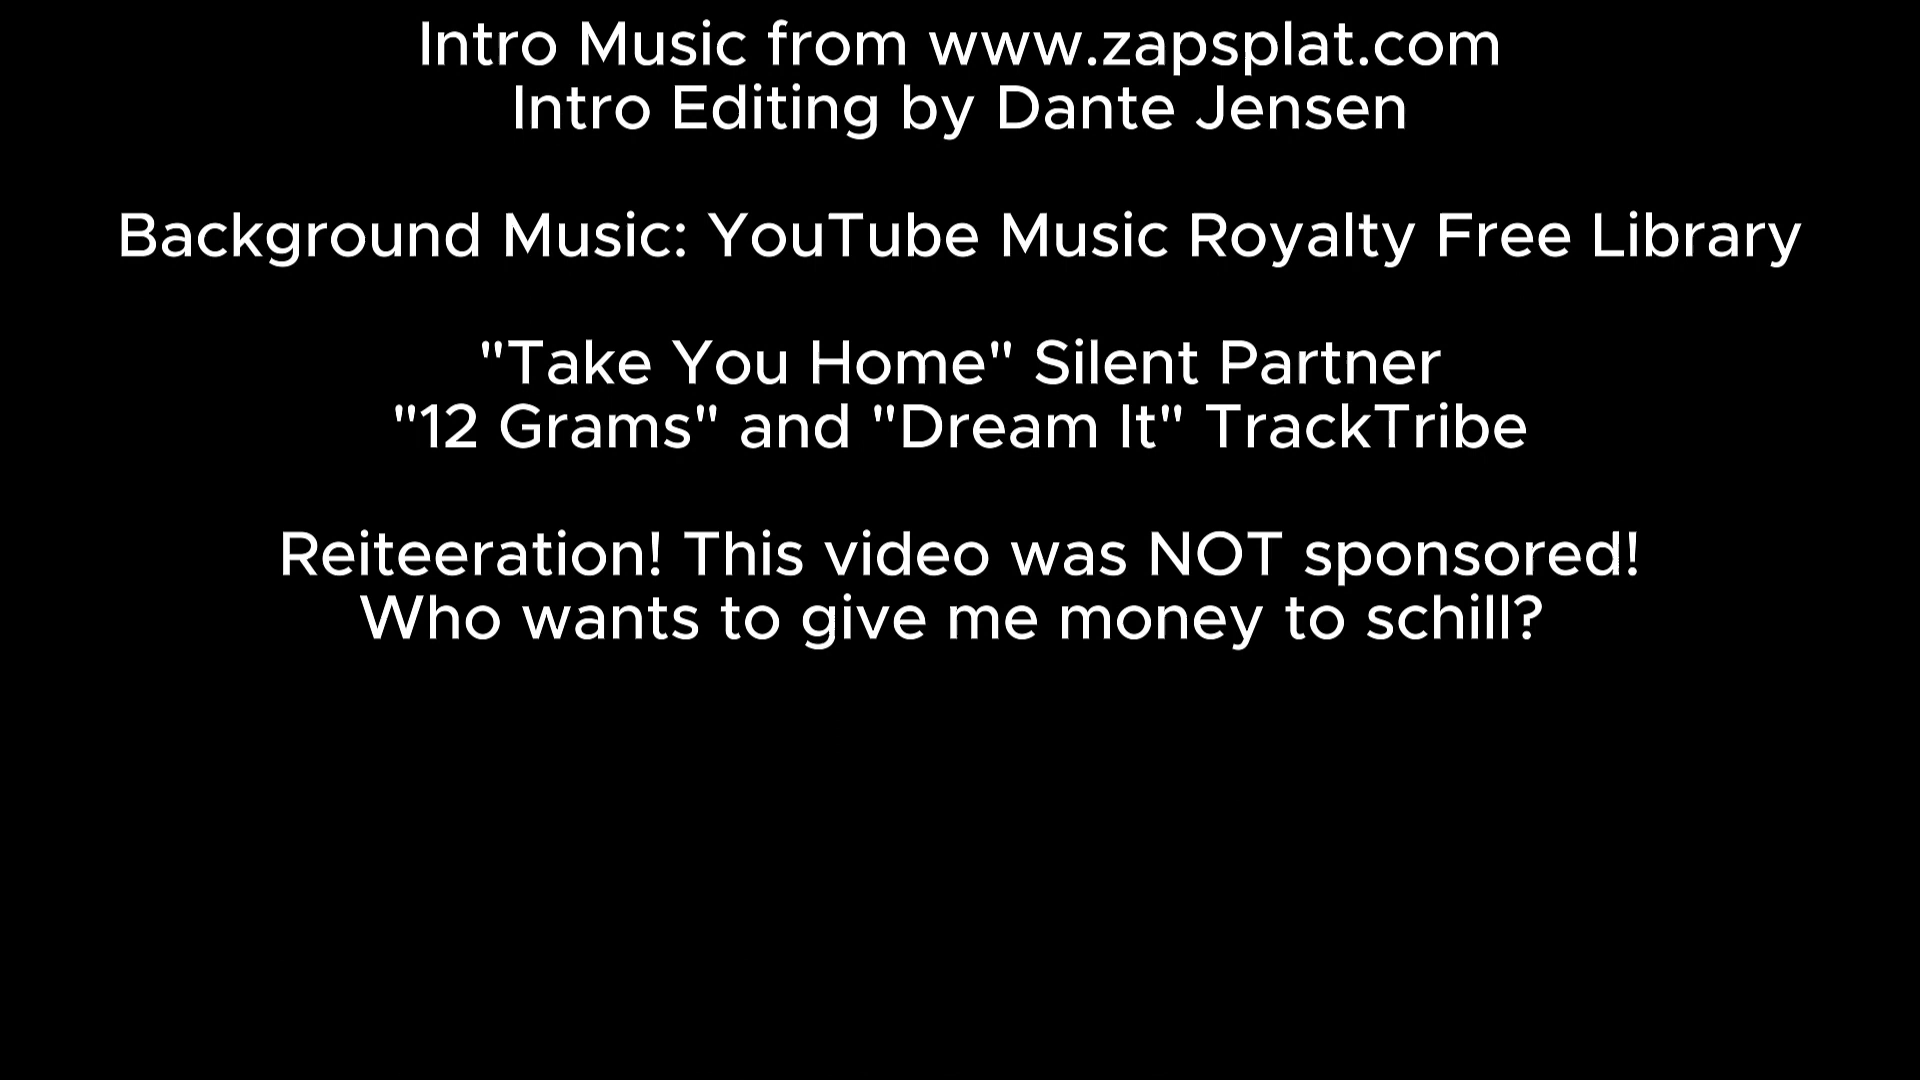 Intro Music from www.zapsplat.com
Intro Editing by Dante Jensen
Background Music: YouTube Music Royalty Free Library
"Take You Home" Silent Partner
"12 Grams" and "Dream It" TrackTribe
Reiteeration! This video was NOT sponsored!
Who wants to give me money to schill?